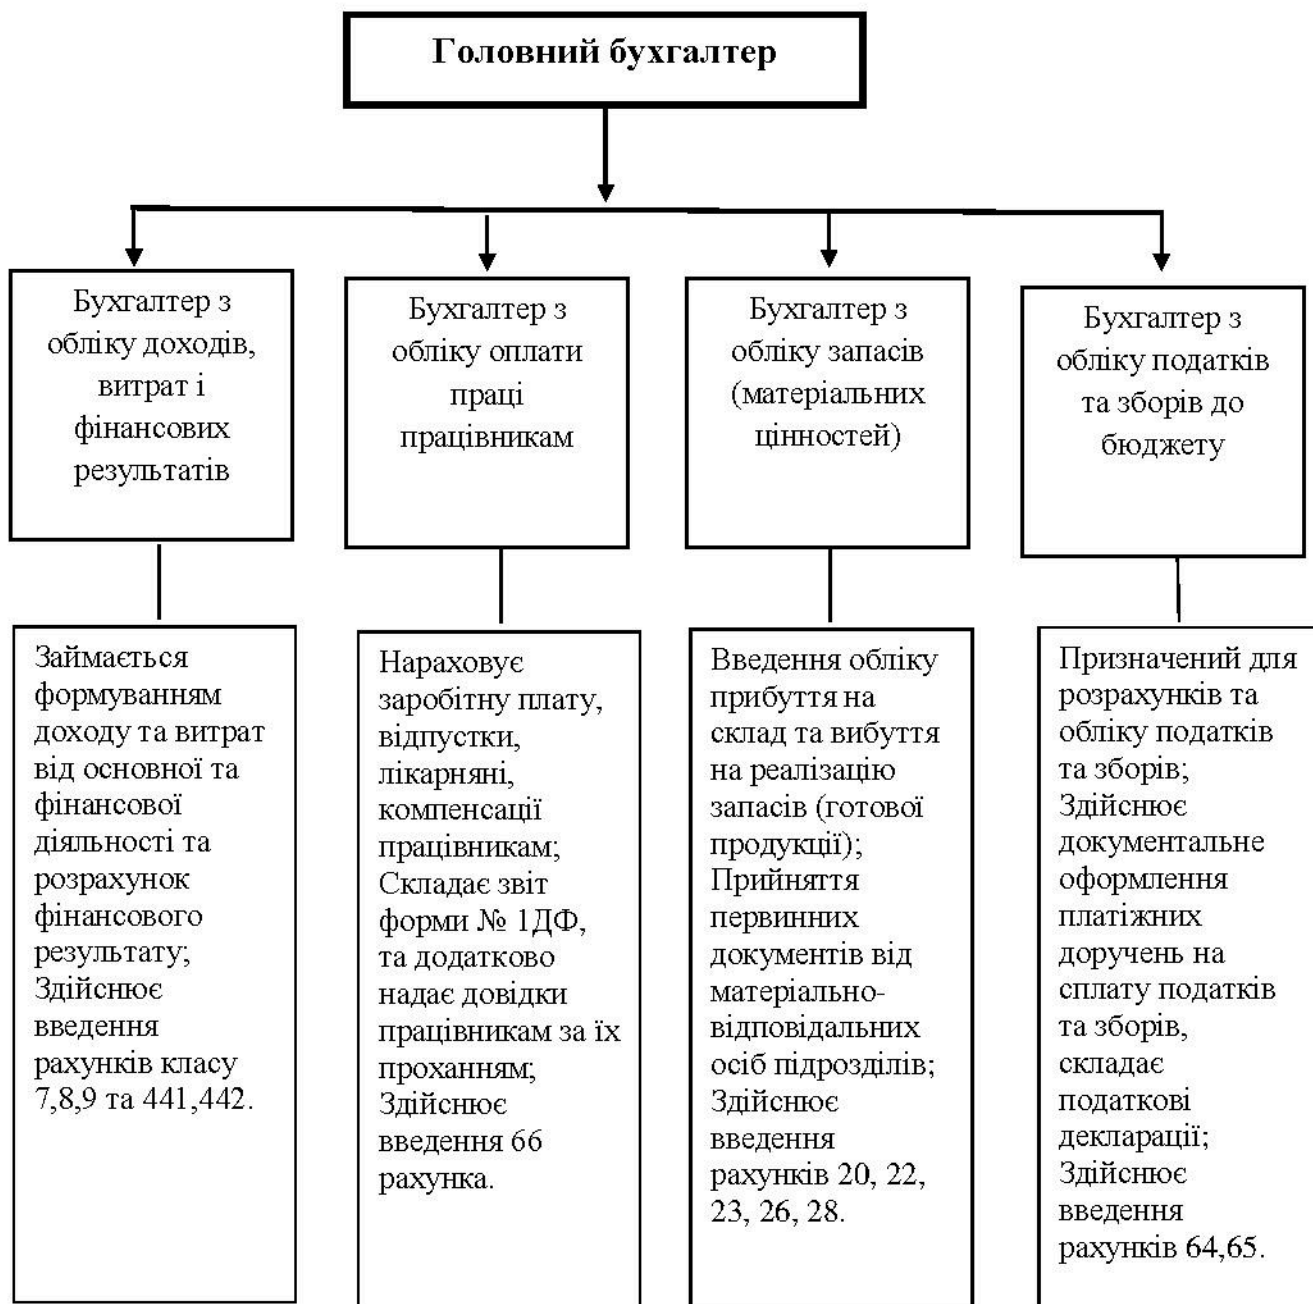 Головний бухгалтер
Бухгалтер з
обліку доходів,
витрат і
фінансових
результатів
Бухгалтер з
обліку оплати
праці
працівникам
Бухгалтер з
обліку запасів
(матеріальних
цінностей)
Бухгалтер з
обліку податків
та зборів до
бюджету
Займається
формуванням
доходу та витрат
від основної та
фінансової
діяльності та
розрахунок
фінансового
результату;
Здійснює
введення
рахунків класу
7,8,9 та 441,442.
Нараховує
заробітну плату,
відпустки,
лікарняні,
компенсації
працівникам;
Складає звіт
форми № 1ДФ,
та додатково
надає довідки
працівникам за їх
проханням;
Здійснює
введення 66
рахунка.
Введення обліку
прибуття на
склад та вибуття
на реалізацію
запасів (готової
продукції);
Прийняття
первинних
документів від
матеріально-
відповідальних
осіб підрозділів;
Здійснює
введення
рахунків 20, 22,
23, 26, 28.
Призначений для
розрахунків та
обліку податків
та зборів;
Здійснює
документальне
оформлення
платіжних
доручень на
сплату податків
та зборів,
складає
податкові
декларації;
Здійснює
введення
рахунків 64,65.